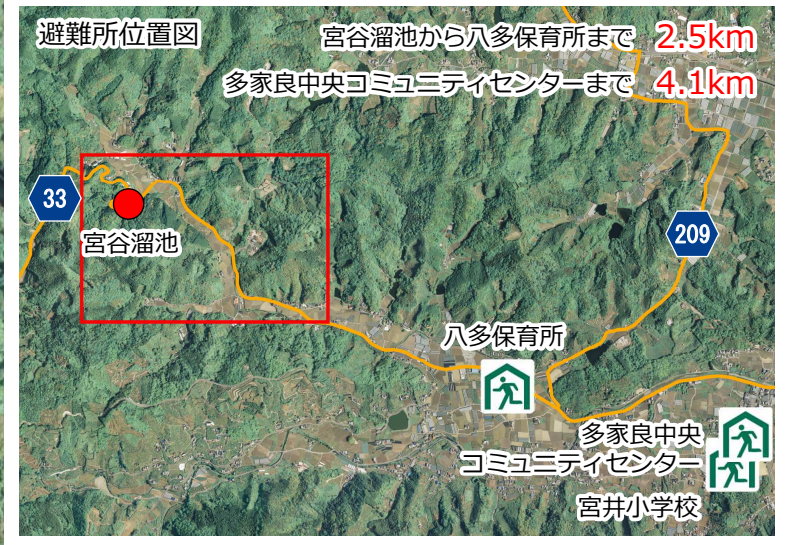 避難所位置図
宮谷溜池から八多保育所まで 2.5km
多家良中央コミュニティセンターまで 4.1km
33
宮谷溜池
209
八多保育所
多家良中央
コミュニティセンター
宮井小学校